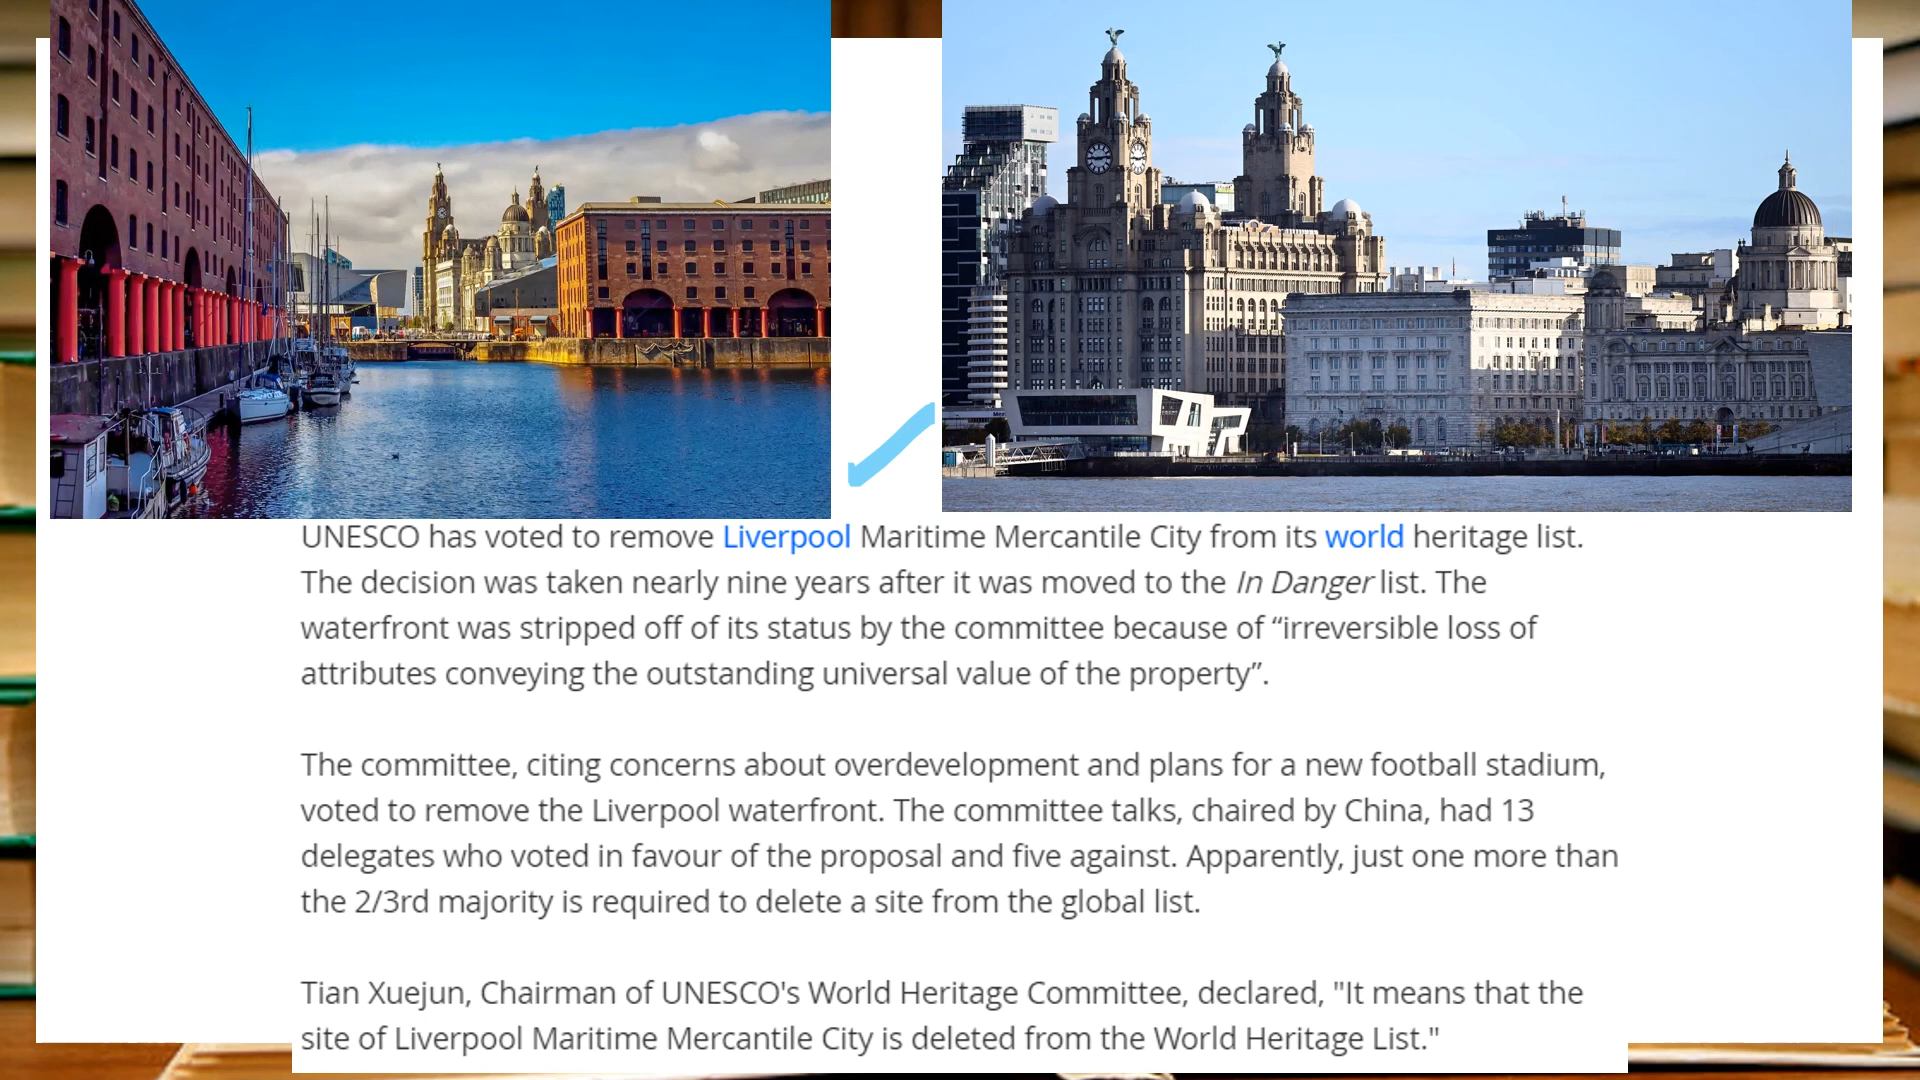 UNESCO has voted to remove Liverpool Maritime Mercantile City from its world heritage list.
The decision was taken nearly nine years after it was moved to the In Danger list. The
waterfront was stripped off of its status by the committee because of “irreversible loss of
attributes conveying the outstanding universal value of the property”.
The committee, citing concerns about overdevelopment and plans for a new football stadium,
voted to remove the Liverpool waterfront. The committee talks, chaired by China, had 13
delegates who voted in favour of the proposal and five against. Apparently, just one more than
the 2/3rd majority is required to delete a site from the global list.
Tian Xuejun, Chairman of UNESCO's World Heritage Committee, declared, "It means that the
site of Liverpool Maritime Mercantile City is deleted from the World Heritage List."